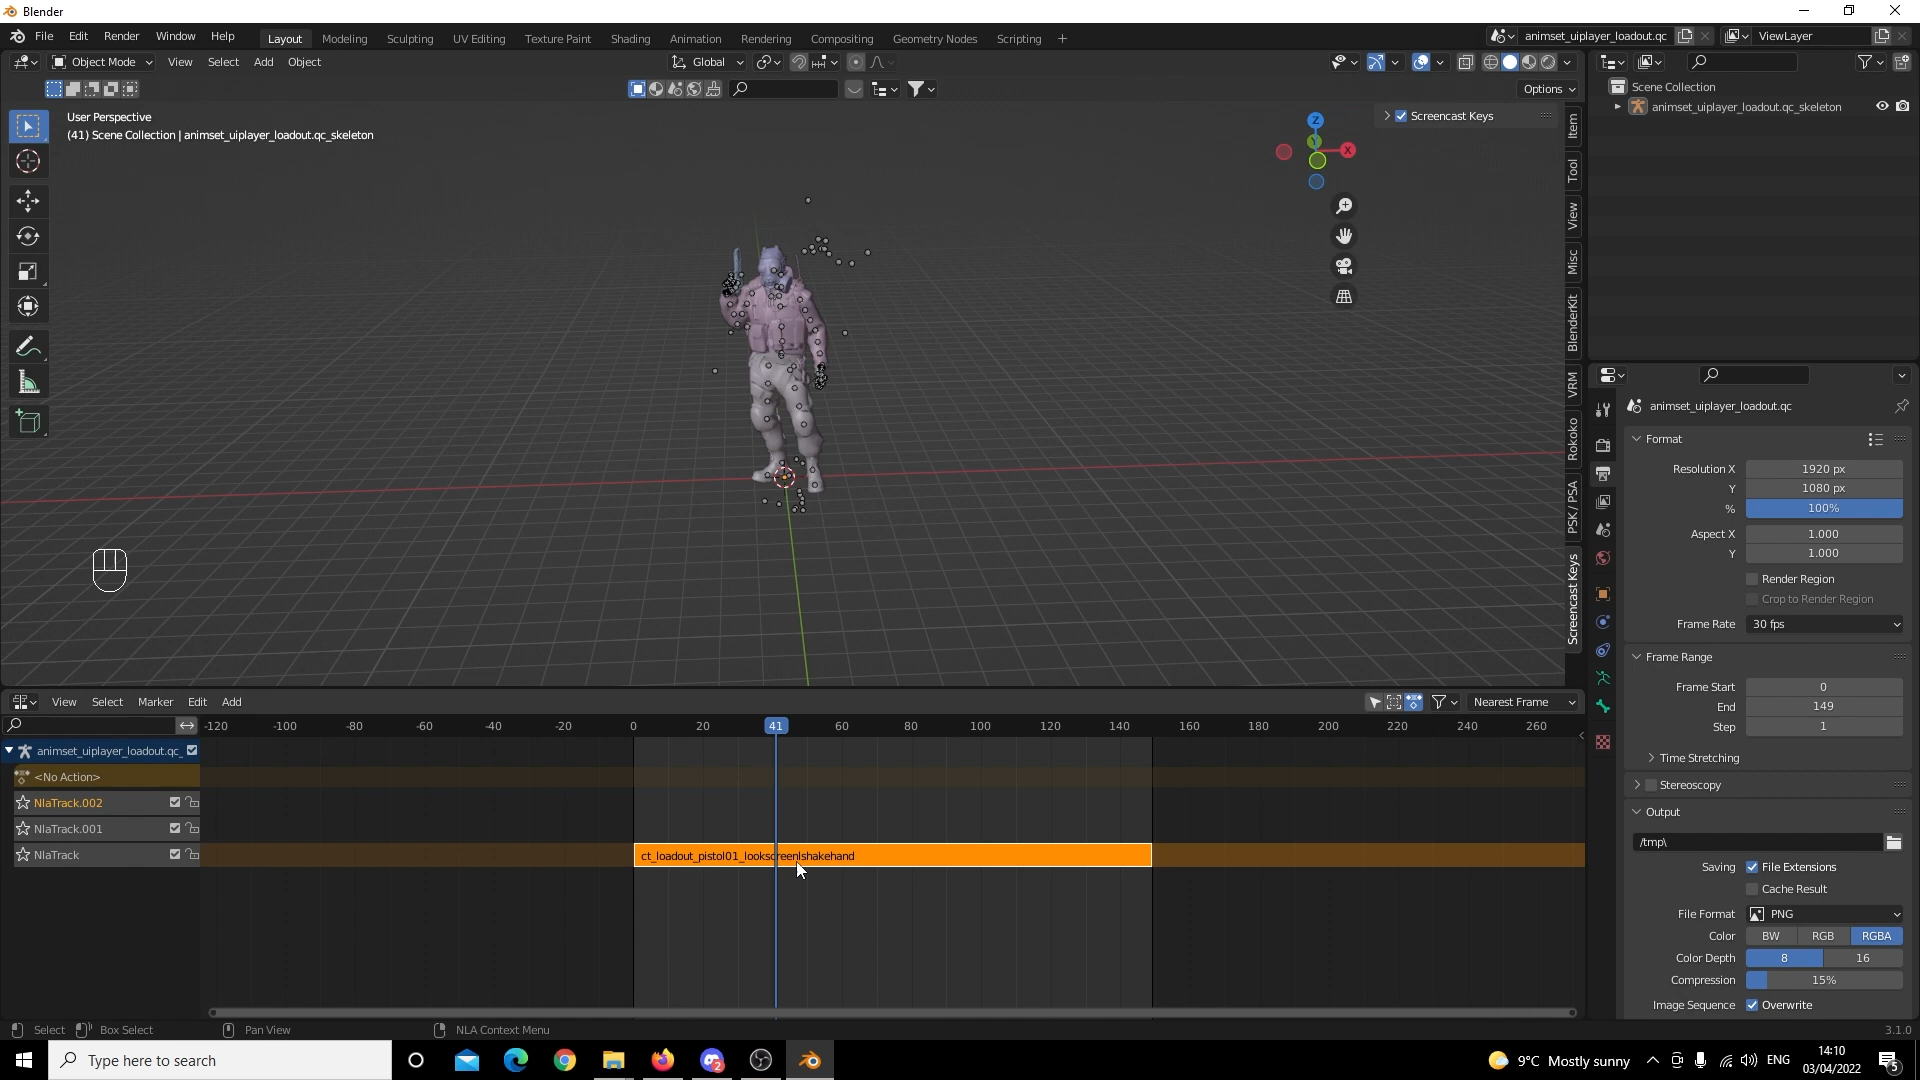 Blender
File Edit Render Window Help Layout Modeling Sculpting UV Editing Texture Paint Shading Animation Rendering Compositing Geometry Nodes Scripting + animset_uiplayer_loadout.qc ViewLayer
Object Mode View Select Add Object Global
Options
User Perspective
(41) Scene Collection | animset_uiplayer_loadout.qc_skeleton
Screencast Keys
Z
Y
X
Item
Tool
View
Misc
BlenderKit
VRM
Rokoko
PSK / PSA
Screencast Keys
Scene Collection
animset_uiplayer_loadout.qc_skeleton
animset_uiplayer_loadout.qc
Format
Resolution X 1920 px
Y 1080 px
% 100%
Aspect X 1.000
Y 1.000
Render Region
Crop to Render Region
Frame Rate 30 fps
Frame Range
Frame Start 0
End 149
Step 1
Time Stretching
Stereoscopy
Output
/tmp\
Saving File Extensions
Cache Result
File Format PNG
Color BW RGB RGBA
Color Depth 8 16
Compression 15%
Image Sequence Overwrite
View Select Marker Edit Add Nearest Frame
-120 -100 -80 -60 -40 -20 0 20 41 60 80 100 120 140 160 180 200 220 240 260
animset_uiplayer_loadout.qc_
<No Action>
NlaTrack.002
NlaTrack.001
NlaTrack
ct_loadout_pistol01_lookscreenlshakehand
Select Box Select Pan View NLA Context Menu 3.1.0
Type here to search
2
9°C Mostly sunny
ENG
14:10
03/04/2022
5